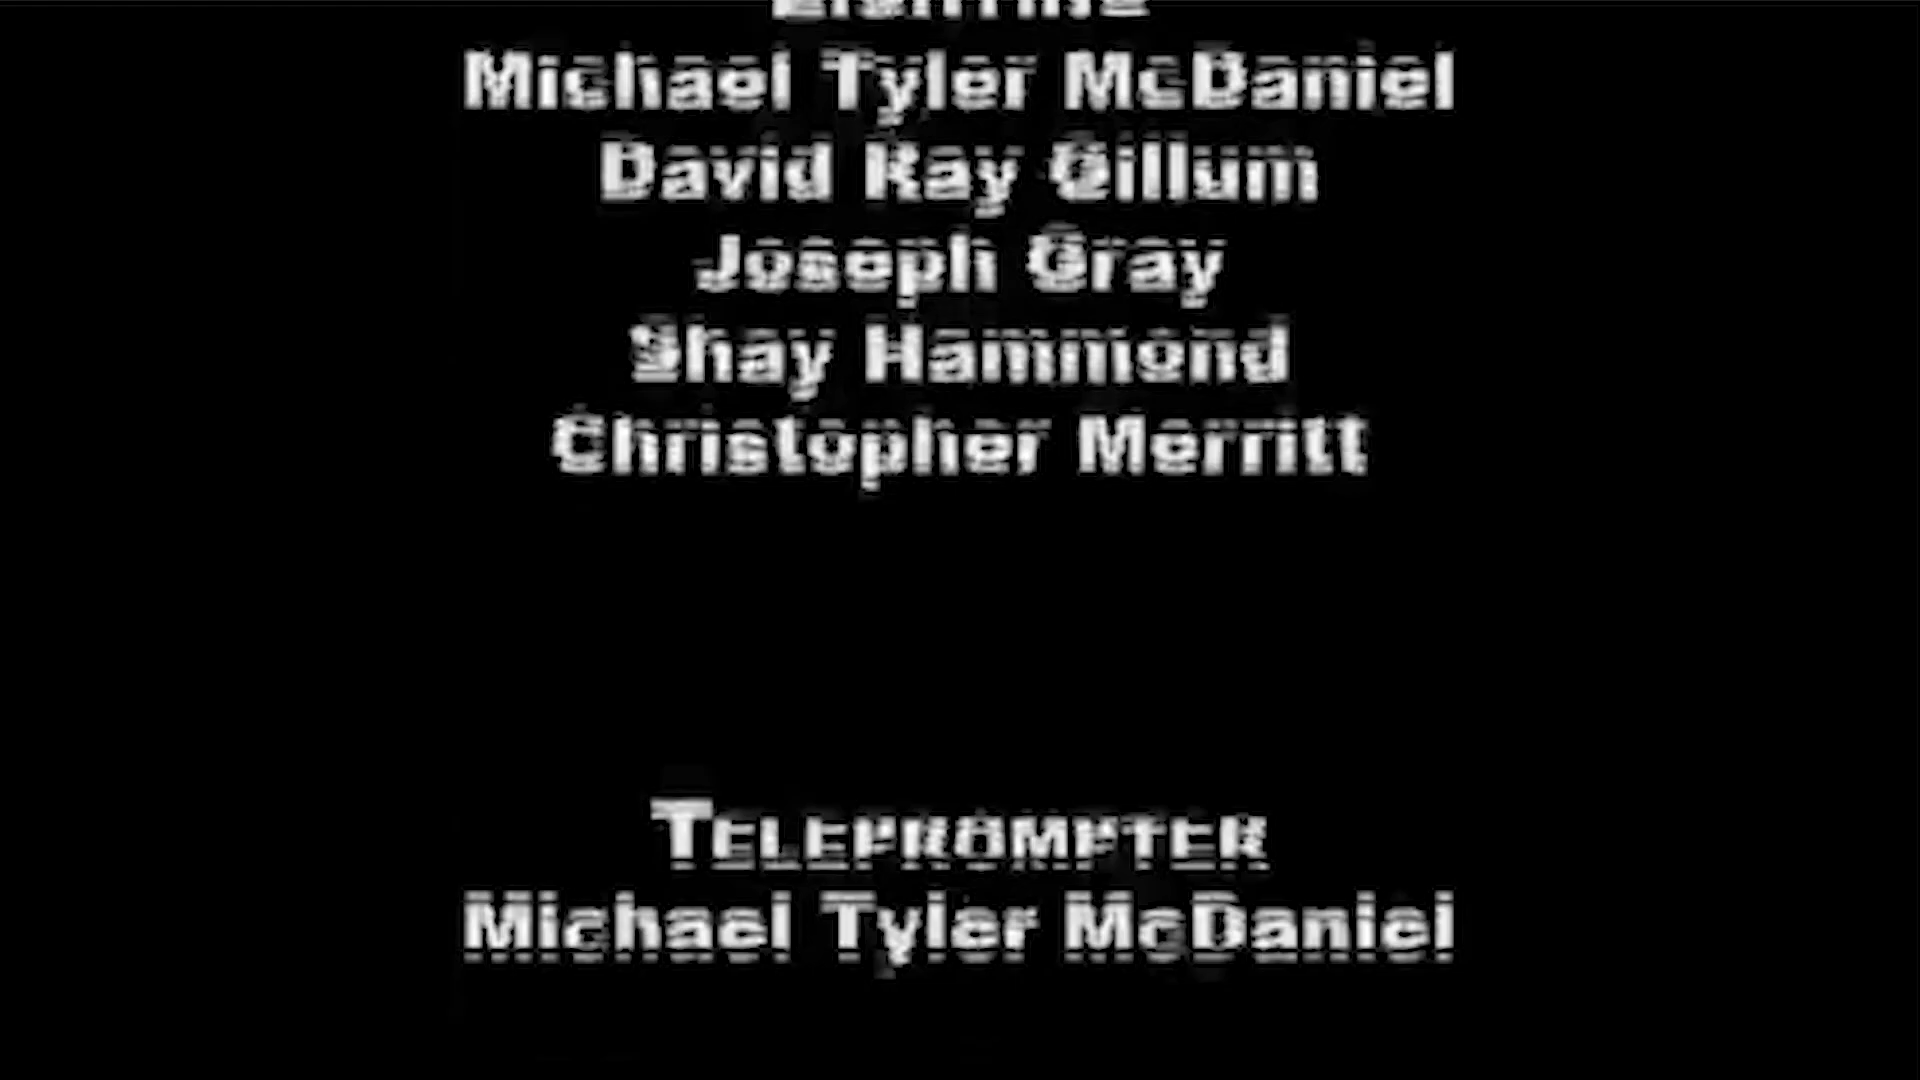 Michael Tyler McDaniel
David Ray Gillum
Joseph Gray
Shay Hammond
Christopher Merritt
TELEPROMPTER
Michael Tyler McDaniel